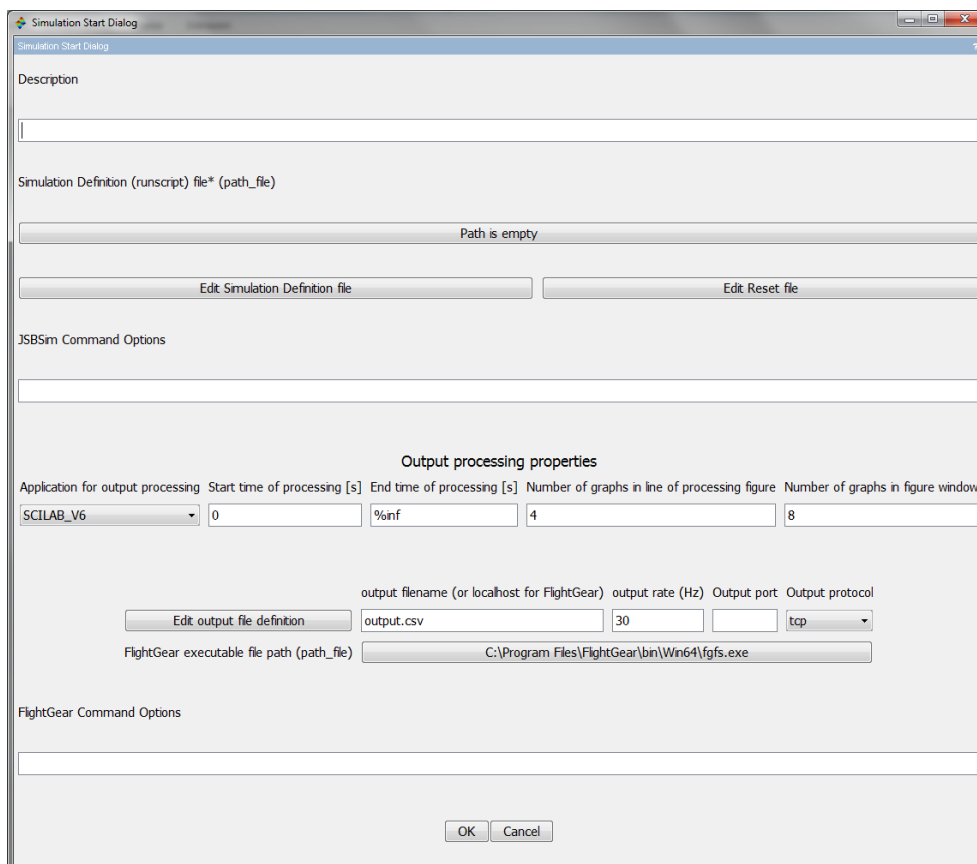 Simulation Start Dialog
Simulation Start Dialog
Description
Simulation Definition (runscript) file* (path_file)
Path is empty
Edit Simulation Definition file Edit Reset file
JSBSim Command Options
Output processing properties
Application for output processing Start time of processing [s] End time of processing [s] Number of graphs in line of processing figure Number of graphs in figure window
SCILAB_V6 0 %inf 4 8
output filename (or localhost for FlightGear) output rate (Hz) Output port Output protocol
Edit output file definition output.csv 30 tcp
FlightGear executable file path (path_file) C:\Program Files\FlightGear\bin\Win64\fgfs.exe
FlightGear Command Options
OK Cancel